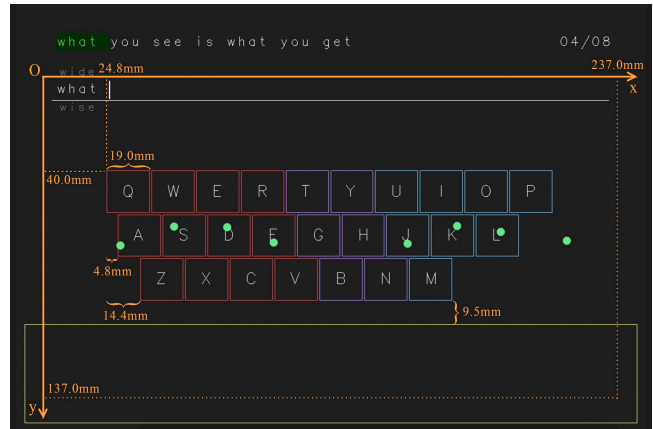 what you see is what you get 04/08
O wide 24.8mm 237.0mm
what x
wise
19.0mm
40.0mm
Q W E R T Y U I O P
A S D F G H J K L
4.8mm
Z X C V B N M
14.4mm 9.5mm
137.0mm
y